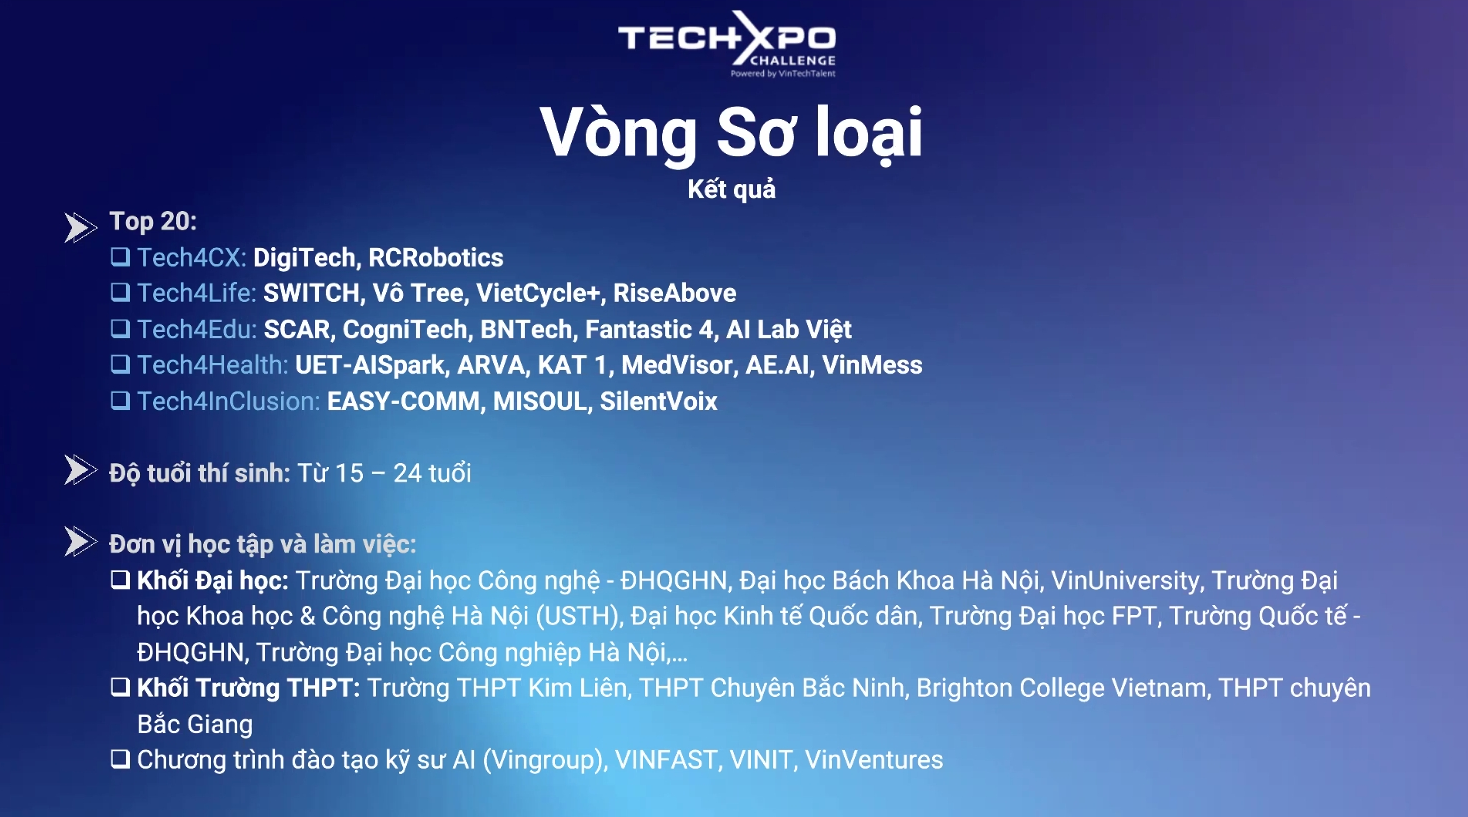 TECHXPO
CHALLENGE
Powered by VinTechTalent
Vòng Sơ loại
Kết quả
Top 20:
Tech4CX: DigiTech, RCRobotics
Tech4Life: SWITCH, Vô Tree, VietCycle+, RiseAbove
Tech4Edu: SCAR, CogniTech, BNTech, Fantastic 4, AI Lab Việt
Tech4Health: UET-AISpark, ARVA, KAT 1, MedVisor, AE.AI, VinMess
Tech4InClusion: EASY-COMM, MISOUL, SilentVoix
Độ tuổi thí sinh: Từ 15 – 24 tuổi
Đơn vị học tập và làm việc:
Khối Đại học: Trường Đại học Công nghệ - ĐHQGHN, Đại học Bách Khoa Hà Nội, VinUniversity, Trường Đại
học Khoa học & Công nghệ Hà Nội (USTH), Đại học Kinh tế Quốc dân, Trường Đại học FPT, Trường Quốc tế -
ĐHQGHN, Trường Đại học Công nghiệp Hà Nội,...
Khối Trường THPT: Trường THPT Kim Liên, THPT Chuyên Bắc Ninh, Brighton College Vietnam, THPT chuyên
Bắc Giang
Chương trình đào tạo kỹ sư AI (Vingroup), VINFAST, VINIT, VinVentures